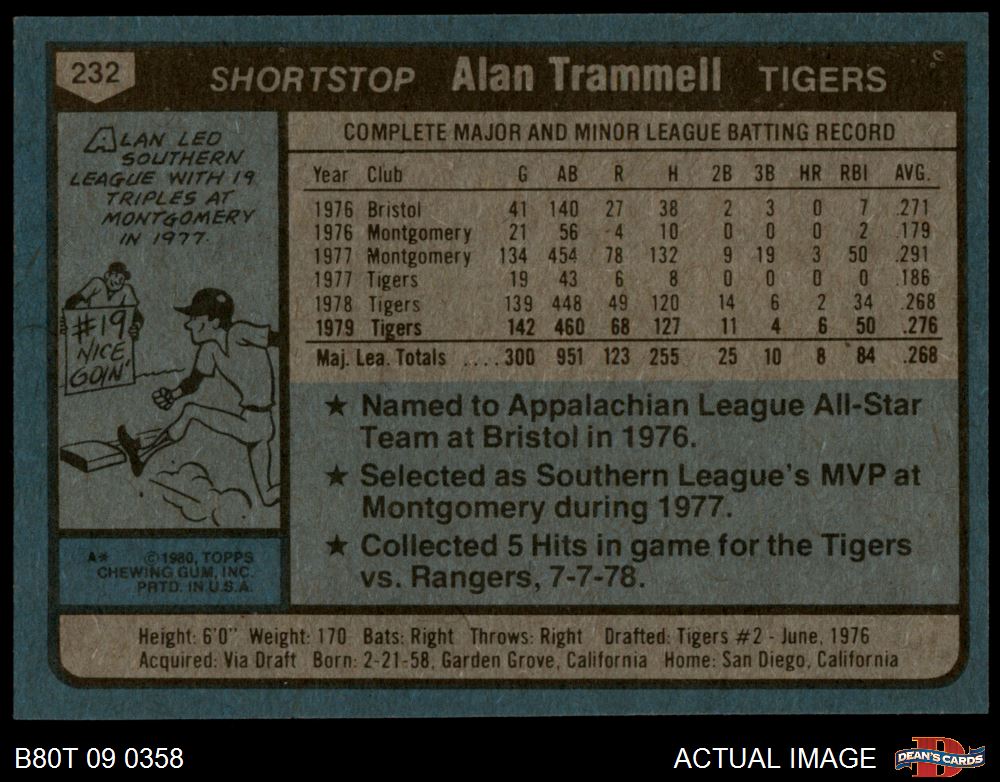 232
SHORTSTOP Alan Trammell TIGERS
ALAN LED
SOUTHERN
LEAGUE WITH 19
TRIPLES AT
MONTGOMERY
IN 1977.
#19
NICE
GOIN'
COMPLETE MAJOR AND MINOR LEAGUE BATTING RECORD
Year Club G AB R H 2B 3B HR RBI AVG.
1976 Bristol 41 140 27 38 2 3 0 7 .271
1976 Montgomery 21 56 4 10 0 0 0 2 .179
1977 Montgomery 134 454 78 132 9 19 3 50 .291
1977 Tigers 19 43 6 8 0 0 0 0 .186
1978 Tigers 139 448 49 120 14 6 2 34 .268
1979 Tigers 142 460 68 127 11 4 6 50 .276
Maj. Lea. Totals .... 300 951 123 255 25 10 8 84 .268
★ Named to Appalachian League All-Star
Team at Bristol in 1976.
★ Selected as Southern League's MVP at
Montgomery during 1977.
★ Collected 5 Hits in game for the Tigers
vs. Rangers, 7-7-78.
A* ©1980, TOPPS
CHEWING GUM, INC.
PRTD. IN U.S.A.
Height: 6'0" Weight: 170 Bats: Right Throws: Right Drafted: Tigers #2 - June, 1976
Acquired: Via Draft Born: 2-21-58, Garden Grove, California Home: San Diego, California
B80T 09 0358
ACTUAL IMAGE
D
DEAN'S CARDS